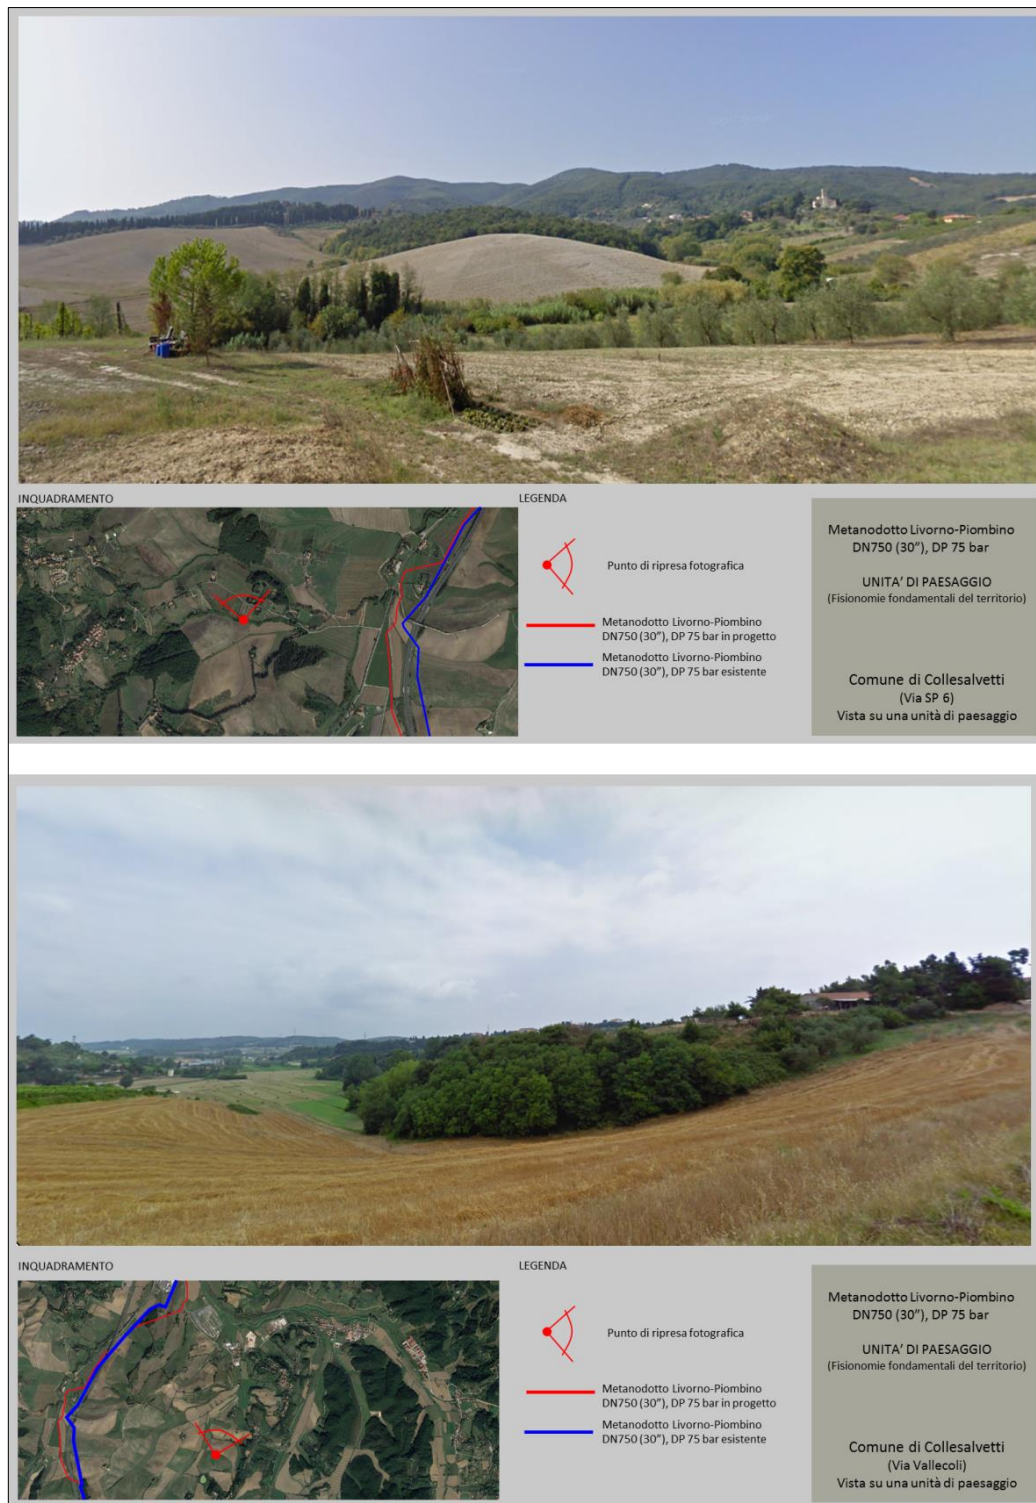 INQUADRAMENTO
LEGENDA
Punto di ripresa fotografica
Metanodotto Livorno-Piombino
DN750 (30”), DP 75 bar in progetto
Metanodotto Livorno-Piombino
DN750 (30”), DP 75 bar esistente
Metanodotto Livorno-Piombino
DN750 (30”), DP 75 bar
UNITA’ DI PAESAGGIO
(Fisionomie fondamentali del territorio)
Comune di Collesalvetti
(Via SP 6)
Vista su una unità di paesaggio
INQUADRAMENTO
LEGENDA
Punto di ripresa fotografica
Metanodotto Livorno-Piombino
DN750 (30”), DP 75 bar in progetto
Metanodotto Livorno-Piombino
DN750 (30”), DP 75 bar esistente
Metanodotto Livorno-Piombino
DN750 (30”), DP 75 bar
UNITA’ DI PAESAGGIO
(Fisionomie fondamentali del territorio)
Comune di Collesalvetti
(Via Vallecoli)
Vista su una unità di paesaggio